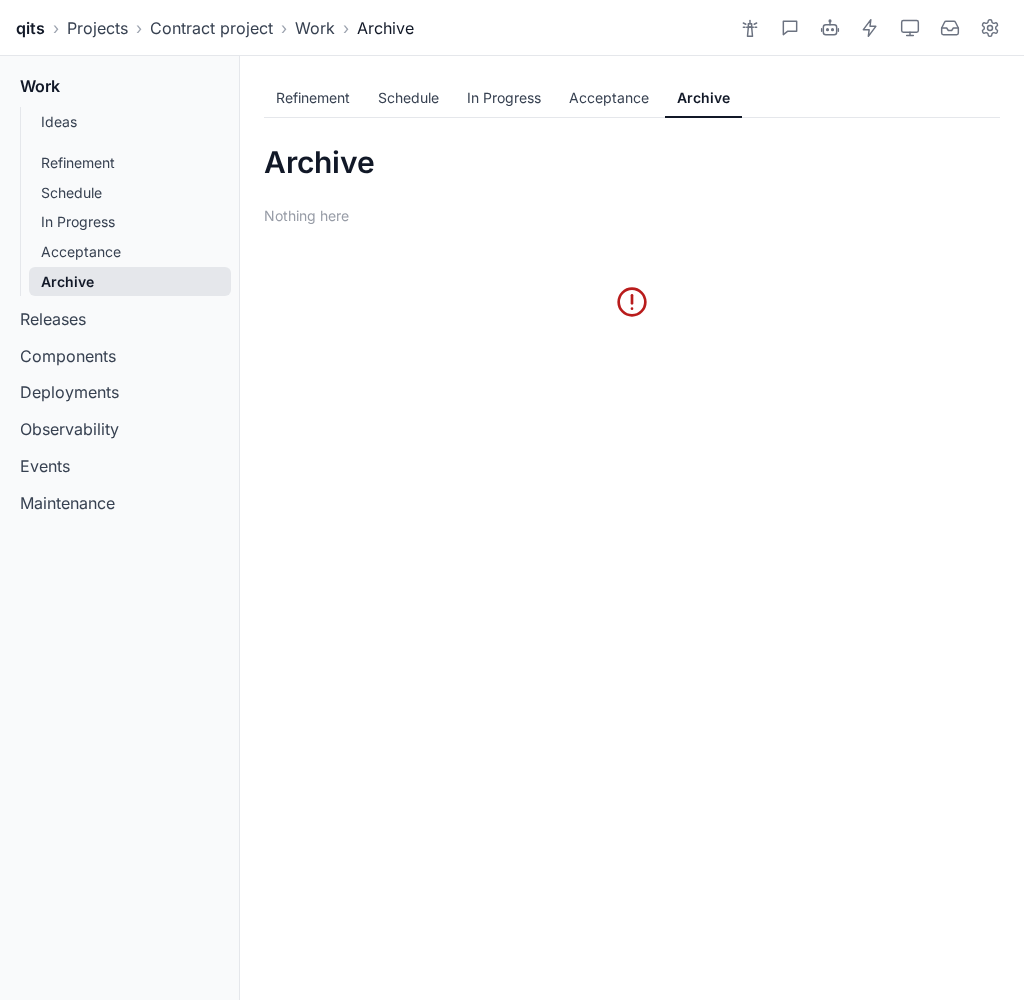 qits › Projects › Contract project › Work › Archive
Work
Ideas
Refinement
Schedule
In Progress
Acceptance
Archive
Releases
Components
Deployments
Observability
Events
Maintenance
Refinement Schedule In Progress Acceptance Archive
Archive
Nothing here